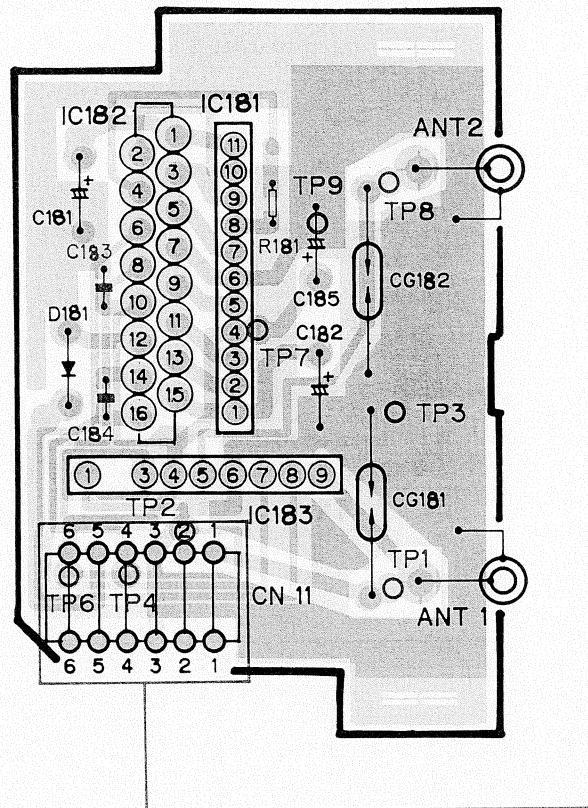 IC182
IC181
ANT2
1
2
3
4
5
6
7
8
9
10
11
12
13
14
15
16
11
10
9
8
7
6
5
4
3
2
1
TP9
TP8
C181
R181
C183
C185
CG182
D181
C182
TP7
TP3
C184
1 3 4 5 6 7 8 9
TP2
IC183
CG181
6 5 4 3 2 1
TP1
TP6 TP4
CN 11
ANT 1
6 5 4 3 2 1